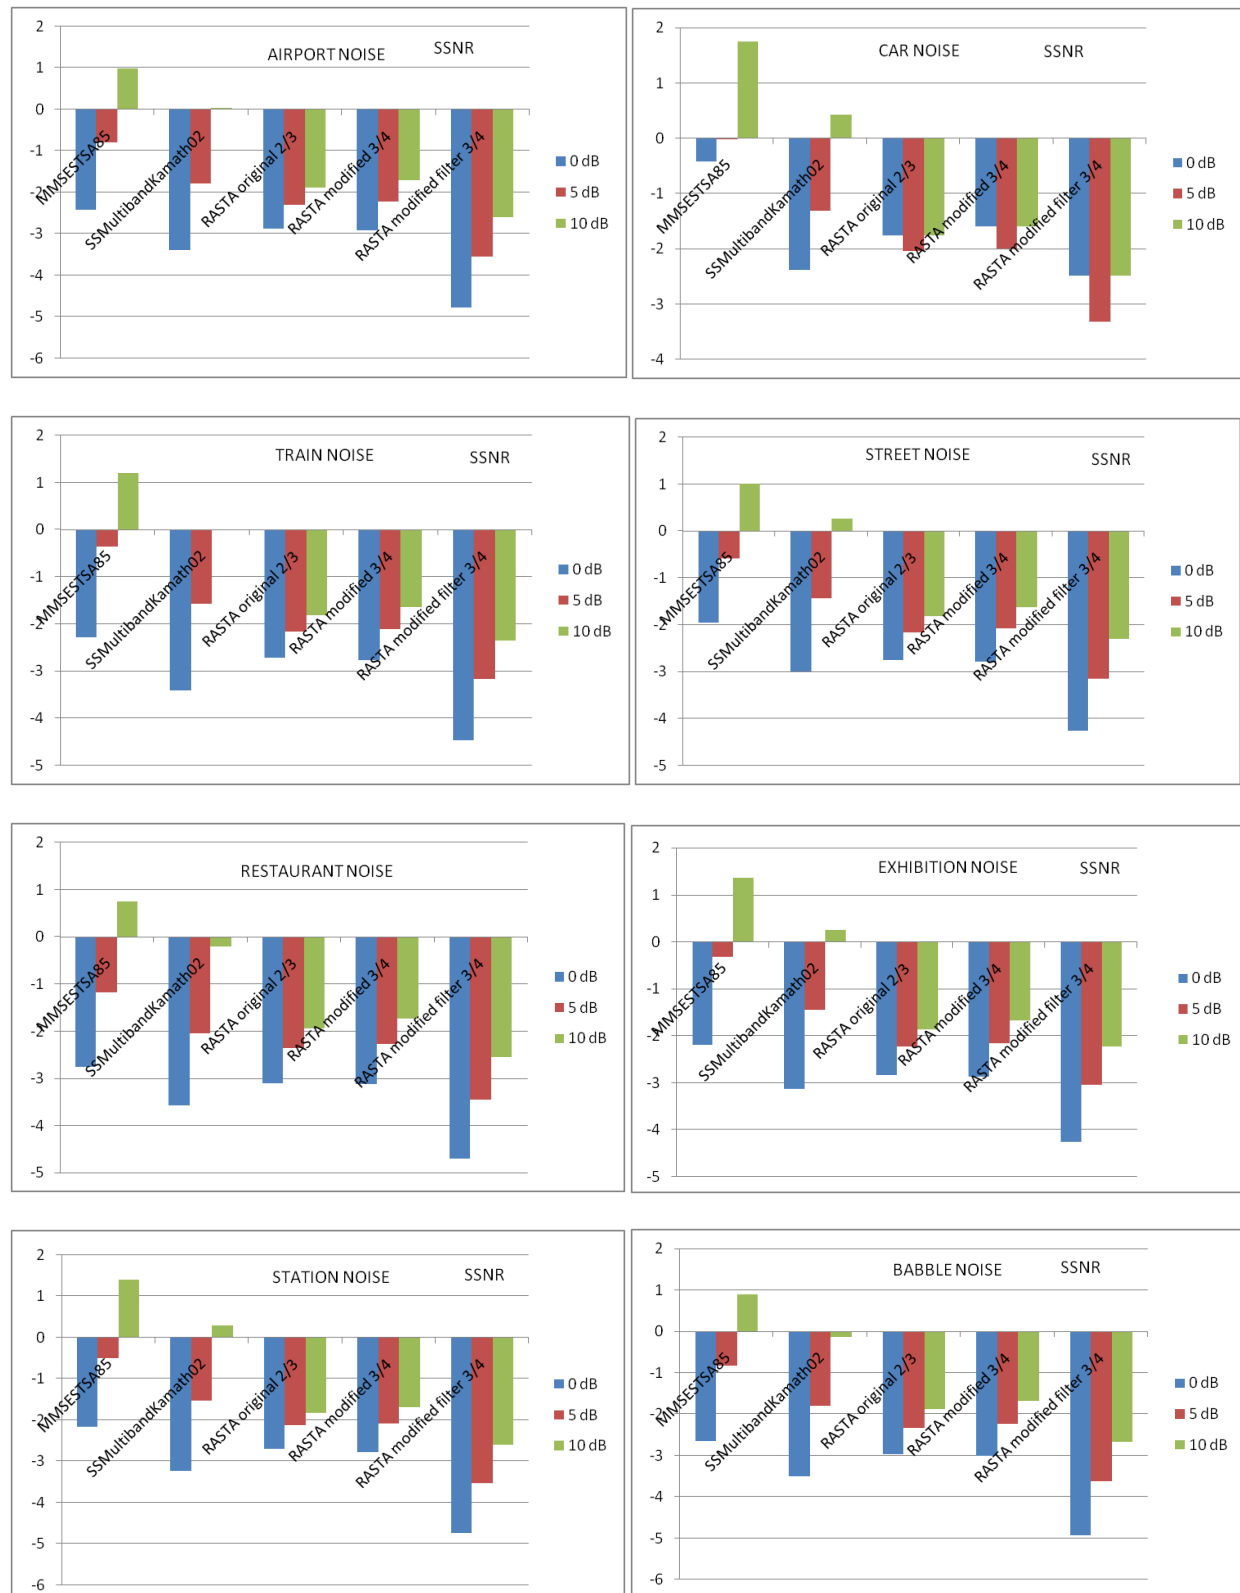 AIRPORT NOISE SSNR
2
1
0
-1
-2
-3
-4
-5
-6
MMSESTSA85
SSMultibandKamath02
RASTA original 2/3
RASTA modified 3/4
RASTA modified filter 3/4
0 dB
5 dB
10 dB
CAR NOISE SSNR
2
1
0
-1
-2
-3
-4
MMSESTSA85
SSMultibandKamath02
RASTA original 2/3
RASTA modified 3/4
RASTA modified filter 3/4
0 dB
5 dB
10 dB
TRAIN NOISE SSNR
2
1
0
-1
-2
-3
-4
-5
MMSESTSA85
SSMultibandKamath02
RASTA original 2/3
RASTA modified 3/4
RASTA modified filter 3/4
0 dB
5 dB
10 dB
STREET NOISE SSNR
2
1
0
-1
-2
-3
-4
-5
MMSESTSA85
SSMultibandKamath02
RASTA original 2/3
RASTA modified 3/4
RASTA modified filter 3/4
0 dB
5 dB
10 dB
RESTAURANT NOISE
2
1
0
-1
-2
-3
-4
-5
MMSESTSA85
SSMultibandKamath02
RASTA original 2/3
RASTA modified 3/4
RASTA modified filter 3/4
0 dB
5 dB
10 dB
EXHIBITION NOISE SSNR
2
1
0
-1
-2
-3
-4
-5
MMSESTSA85
SSMultibandKamath02
RASTA original 2/3
RASTA modified 3/4
RASTA modified filter 3/4
0 dB
5 dB
10 dB
STATION NOISE SSNR
2
1
0
-1
-2
-3
-4
-5
-6
MMSESTSA85
SSMultibandKamath02
RASTA original 2/3
RASTA modified 3/4
RASTA modified filter 3/4
0 dB
5 dB
10 dB
BABBLE NOISE SSNR
2
1
0
-1
-2
-3
-4
-5
-6
MMSESTSA85
SSMultibandKamath02
RASTA original 2/3
RASTA modified 3/4
RASTA modified filter 3/4
0 dB
5 dB
10 dB